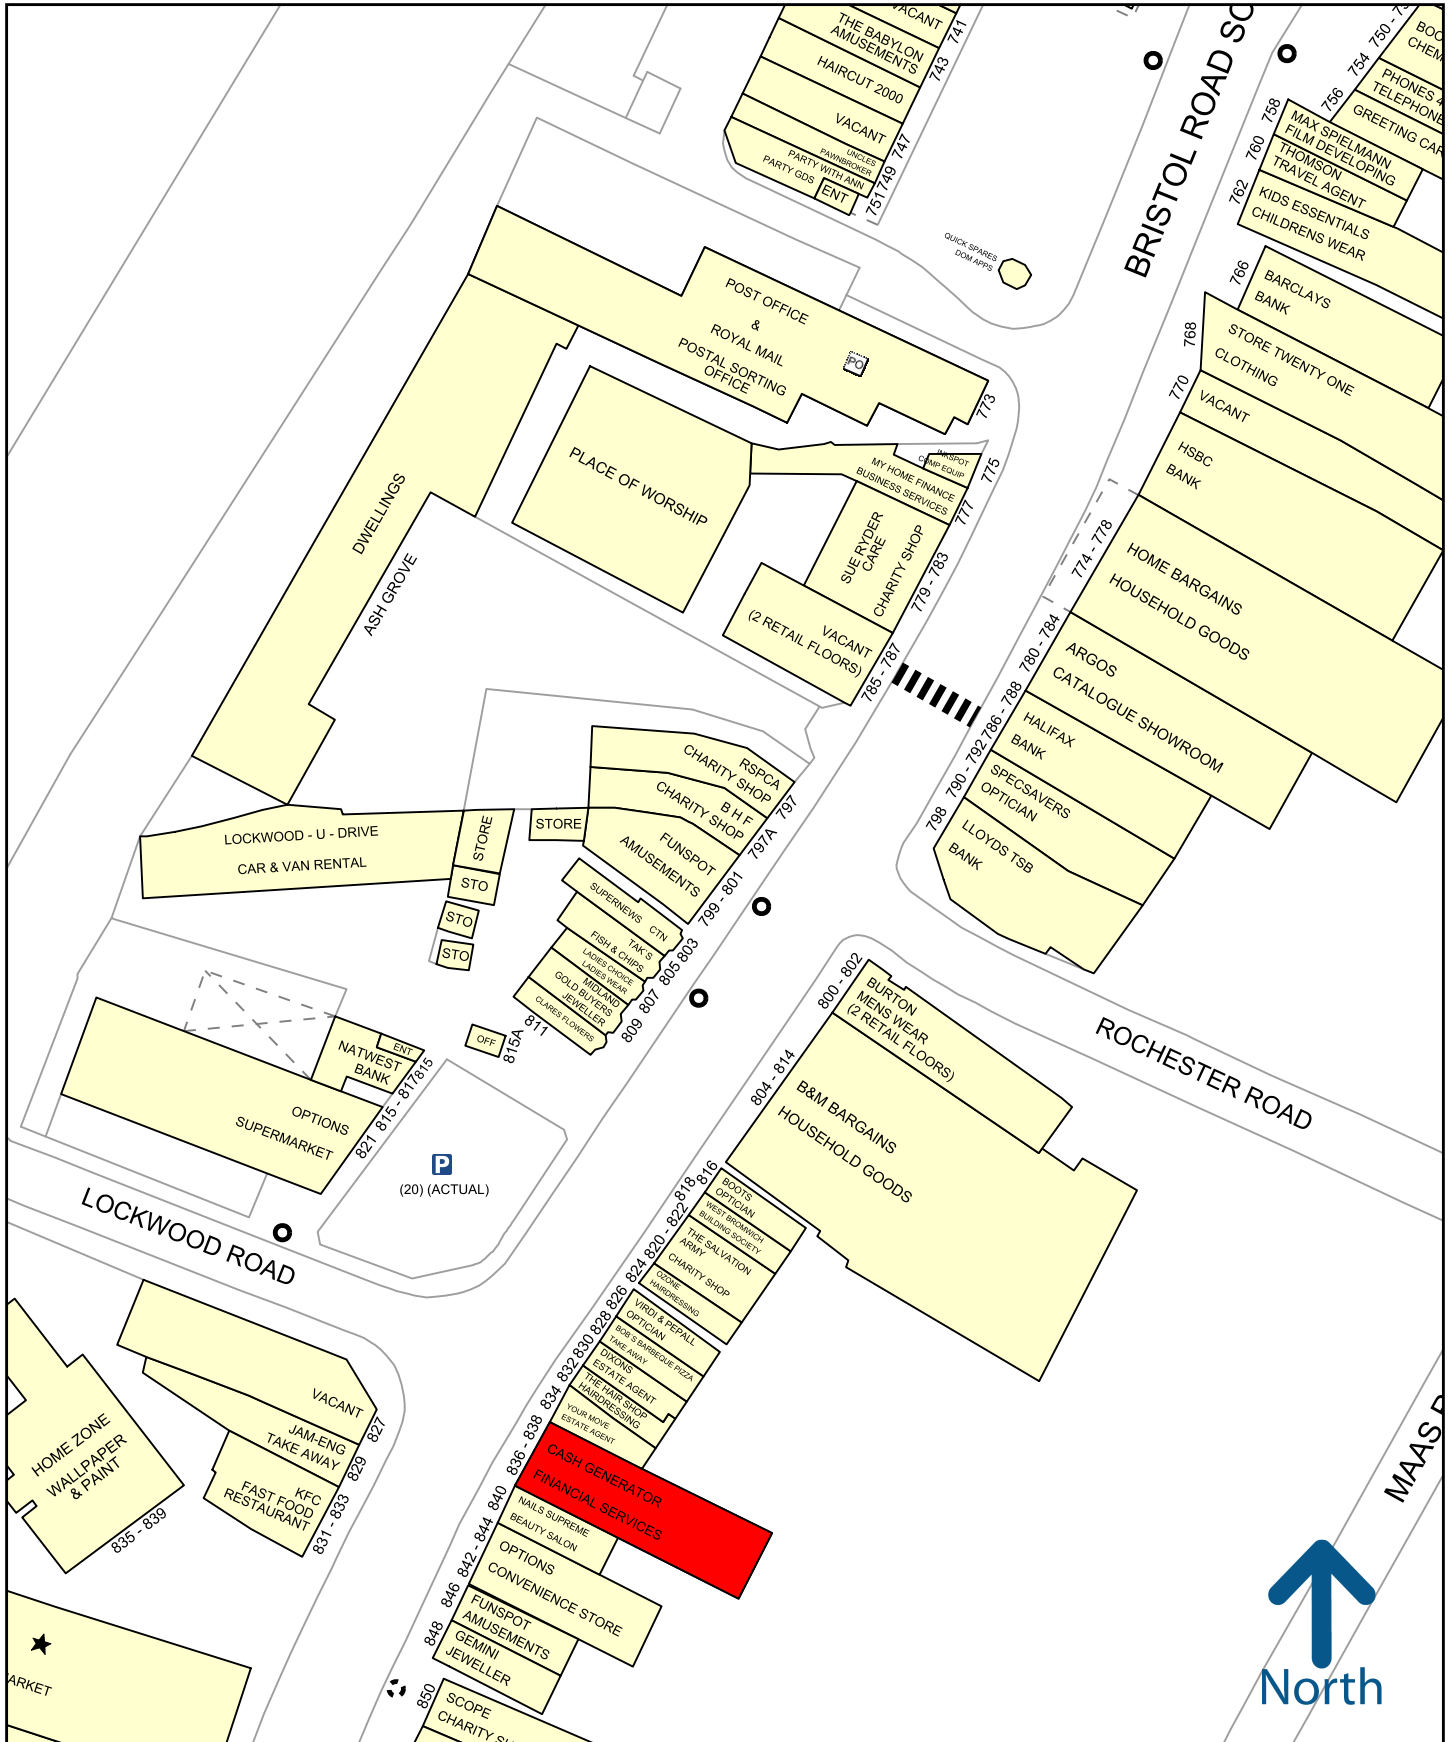 VACANT
741
THE BABYLON
AMUSEMENTS
743
HAIRCUT 2000
VACANT
747
UNCLES
PAWNBROKER
749
PARTY WITH ANN
PARTY GDS
ENT
751
QUICK SPARES
DOM APPS
BRISTOL ROAD
754
756
PHONES 4
758
MAX SPIELMANN
FILM DEVELOPING
760
THOMSON
TRAVEL AGENT
762
KIDS ESSENTIALS
CHILDRENS WEAR
GREETING
766
BARCLAYS
BANK
768
STORE TWENTY ONE
CLOTHING
770
VACANT
HSBC
BANK
774 - 778
HOME BARGAINS
HOUSEHOLD GOODS
780 - 784
ARGOS
CATALOGUE SHOWROOM
786 - 788
HALIFAX
BANK
790 - 792
SPECSAVERS
OPTICIAN
798
LLOYDS TSB
BANK
POST OFFICE
&
ROYAL MAIL
POSTAL SORTING
OFFICE
PO
773
DWELLINGS
ASH GROVE
PLACE OF WORSHIP
INKSPOT
COMP EQUIP
775
MY HOME FINANCE
BUSINESS SERVICES
777
SUE RYDER
CARE
CHARITY SHOP
779 - 783
VACANT
(2 RETAIL FLOORS)
785 - 787
RSPCA
CHARITY SHOP
797
B H F
CHARITY SHOP
797A
FUNSPOT
AMUSEMENTS
799 - 801
LOCKWOOD - U - DRIVE
CAR & VAN RENTAL
STORE
STORE
STO
STO
STO
SUPERNEWS CTN
803
TAK'S
FISH & CHIPS
805
LADIES CHOICE
LADIES WEAR
807
MIDLAND
GOLD BUYERS
JEWELLER
809
CLARES FLOWERS
811
OFF
815A
ENT
NATWEST
BANK
815
815 - 817
OPTIONS
SUPERMARKET
821
P
(20) (ACTUAL)
LOCKWOOD ROAD
ROCHESTER ROAD
800 - 802
BURTON
MENS WEAR
(2 RETAIL FLOORS)
804 - 814
B&M BARGAINS
HOUSEHOLD GOODS
816
BOOTS
OPTICIAN
818
WEST BROMWICH
BUILDING SOCIETY
820 - 822
THE SALVATION
ARMY
CHARITY SHOP
824
OZONE
HAIRDRESSING
826
VIRDI & PEPALL
OPTICIAN
828
BOB'S BARBEQUE PIZZA
TAKE AWAY
830
DIXONS
ESTATE AGENT
832
THE HAIR SHOP
HAIRDRESSING
834
YOUR MOVE
ESTATE AGENT
836 - 838
CASH GENERATOR
FINANCIAL SERVICES
840
NAILS SUPREME
BEAUTY SALON
842 - 844
OPTIONS
CONVENIENCE STORE
846
FUNSPOT
AMUSEMENTS
848
GEMINI
JEWELLER
850
SCOPE
CHARITY
VACANT
827
JAM-ENG
TAKE AWAY
829
KFC
FAST FOOD
RESTAURANT
831 - 833
HOME ZONE
WALLPAPER
& PAINT
835 - 839
MAAS
North